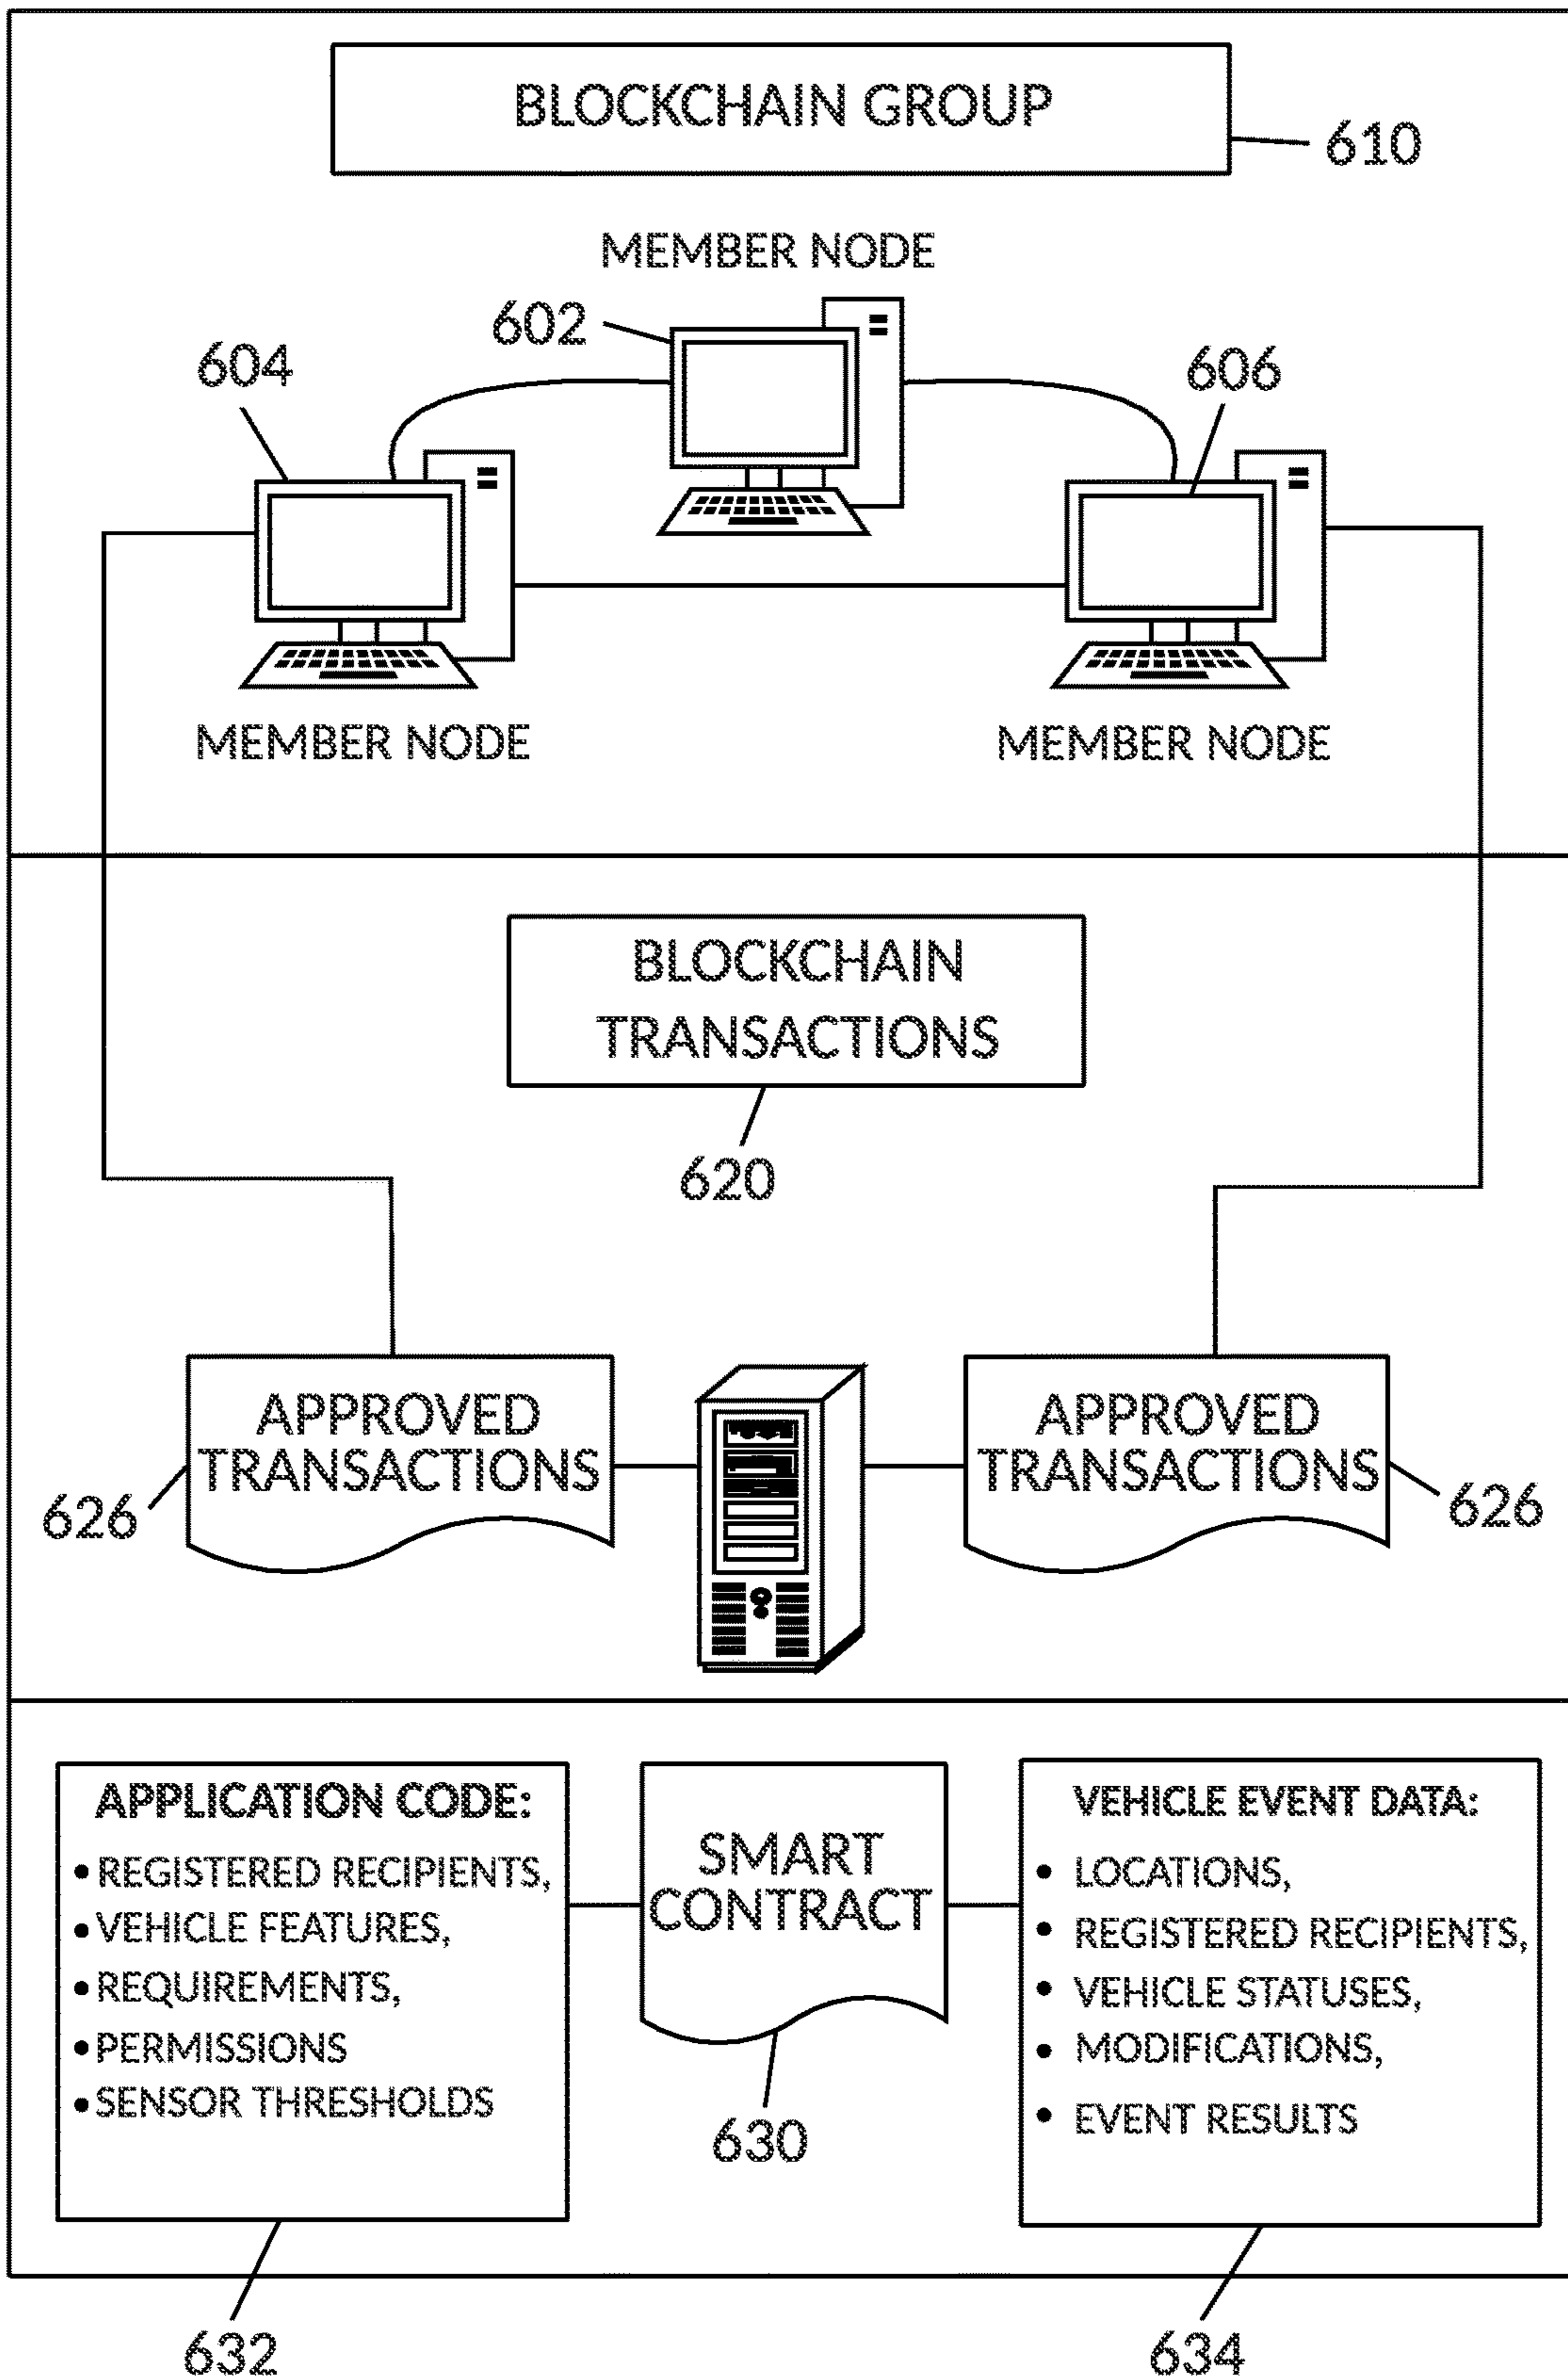 BLOCKCHAIN GROUP
610
MEMBER NODE
602
604
606
MEMBER NODE
MEMBER NODE
BLOCKCHAIN
TRANSACTIONS
620
APPROVED
TRANSACTIONS
626
APPROVED
TRANSACTIONS
626
APPLICATION CODE:
• REGISTERED RECIPIENTS,
• VEHICLE FEATURES,
• REQUIREMENTS,
• PERMISSIONS
• SENSOR THRESHOLDS
632
SMART
CONTRACT
630
VEHICLE EVENT DATA:
• LOCATIONS,
• REGISTERED RECIPIENTS,
• VEHICLE STATUSES,
• MODIFICATIONS,
• EVENT RESULTS
634